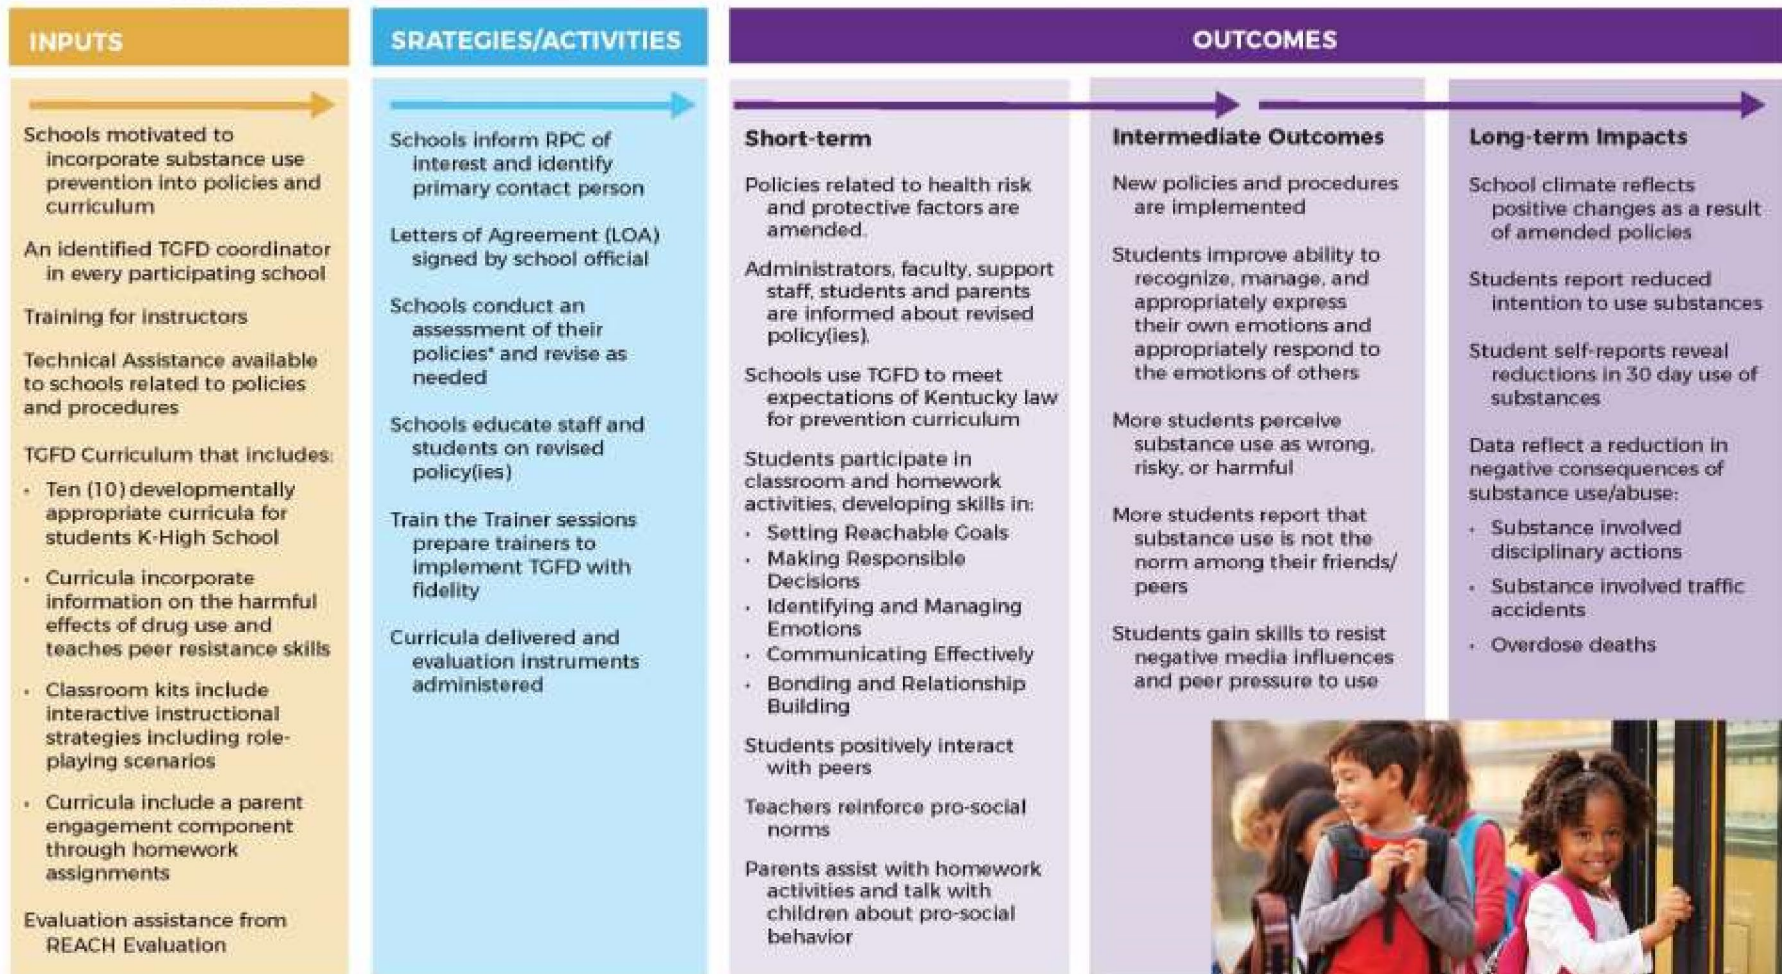 INPUTS
Schools motivated to
incorporate substance use
prevention into policies and
curriculum
An identified TGFD coordinator
in every participating school
Training for instructors
Technical Assistance available
to schools related to policies
and procedures
TGFD Curriculum that includes:
• Ten (10) developmentally
appropriate curricula for
students K-High School
• Curricula incorporate
information on the harmful
effects of drug use and
teaches peer resistance skills
• Classroom kits include
interactive instructional
strategies including role-
playing scenarios
• Curricula include a parent
engagement component
through homework
assignments
Evaluation assistance from
REACH Evaluation
SRATEGIES/ACTIVITIES
Schools inform RPC of
interest and identify
primary contact person
Letters of Agreement (LOA)
signed by school official
Schools conduct an
assessment of their
policies* and revise as
needed
Schools educate staff and
students on revised
policy(ies)
Train the Trainer sessions
prepare trainers to
implement TGFD with
fidelity
Curricula delivered and
evaluation instruments
administered
OUTCOMES
Short-term
Policies related to health risk
and protective factors are
amended.
Administrators, faculty, support
staff, students and parents
are informed about revised
policy(ies).
Schools use TGFD to meet
expectations of Kentucky law
for prevention curriculum
Students participate in
classroom and homework
activities, developing skills in:
• Setting Reachable Goals
• Making Responsible
Decisions
• Identifying and Managing
Emotions
• Communicating Effectively
• Bonding and Relationship
Building
Students positively interact
with peers
Teachers reinforce pro-social
norms
Parents assist with homework
activities and talk with
children about pro-social
behavior
Intermediate Outcomes
New policies and procedures
are implemented
Students improve ability to
recognize, manage, and
appropriately express
their own emotions and
appropriately respond to
the emotions of others
More students perceive
substance use as wrong,
risky, or harmful
More students report that
substance use is not the
norm among their friends/
peers
Students gain skills to resist
negative media influences
and peer pressure to use
Long-term Impacts
School climate reflects
positive changes as a result
of amended policies
Students report reduced
intention to use substances
Student self-reports reveal
reductions in 30 day use of
substances
Data reflect a reduction in
negative consequences of
substance use/abuse:
• Substance involved
disciplinary actions
• Substance involved traffic
accidents
• Overdose deaths